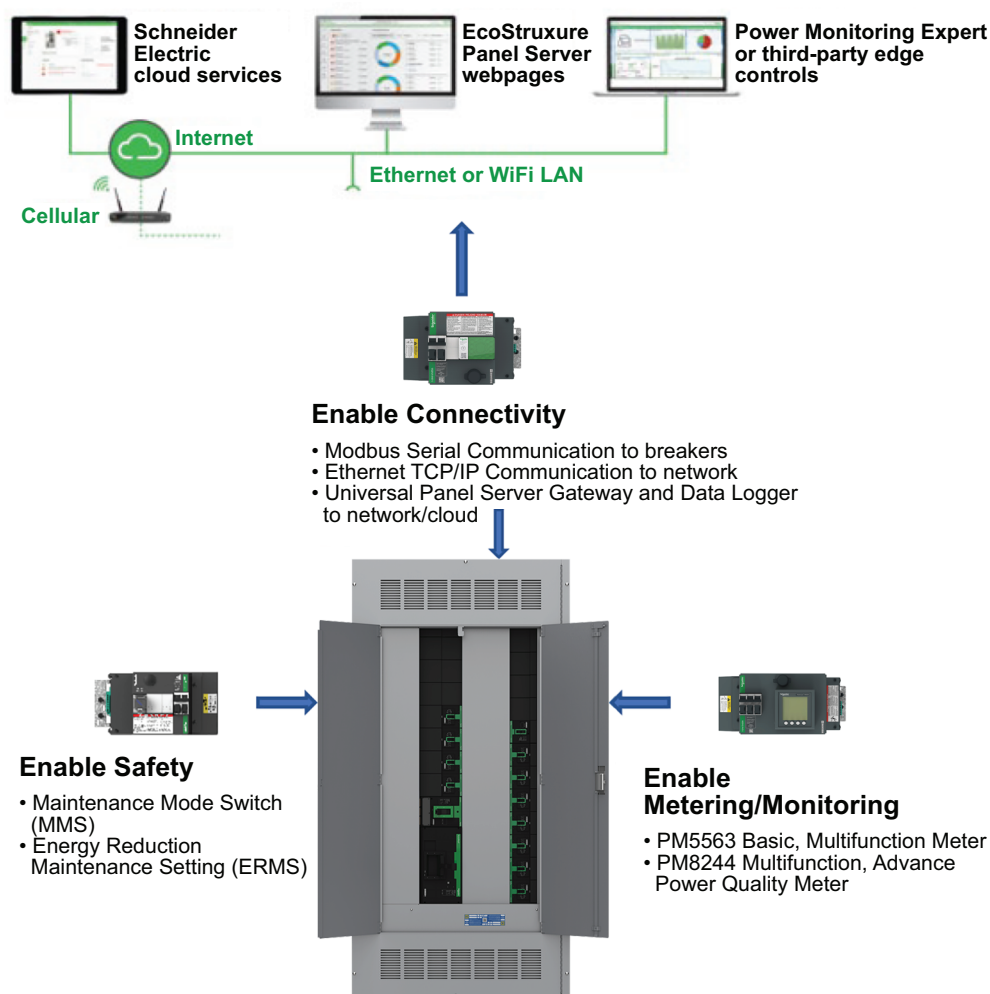 Schneider
Electric
cloud services
EcoStruxure
Panel Server
webpages
Power Monitoring Expert
or third-party edge
controls
Internet
Ethernet or WiFi LAN
Cellular
Enable Connectivity
• Modbus Serial Communication to breakers
• Ethernet TCP/IP Communication to network
• Universal Panel Server Gateway and Data Logger
to network/cloud
Enable Safety
• Maintenance Mode Switch
(MMS)
• Energy Reduction
Maintenance Setting (ERMS)
Enable
Metering/Monitoring
• PM5563 Basic, Multifunction Meter
• PM8244 Multifunction, Advance
Power Quality Meter